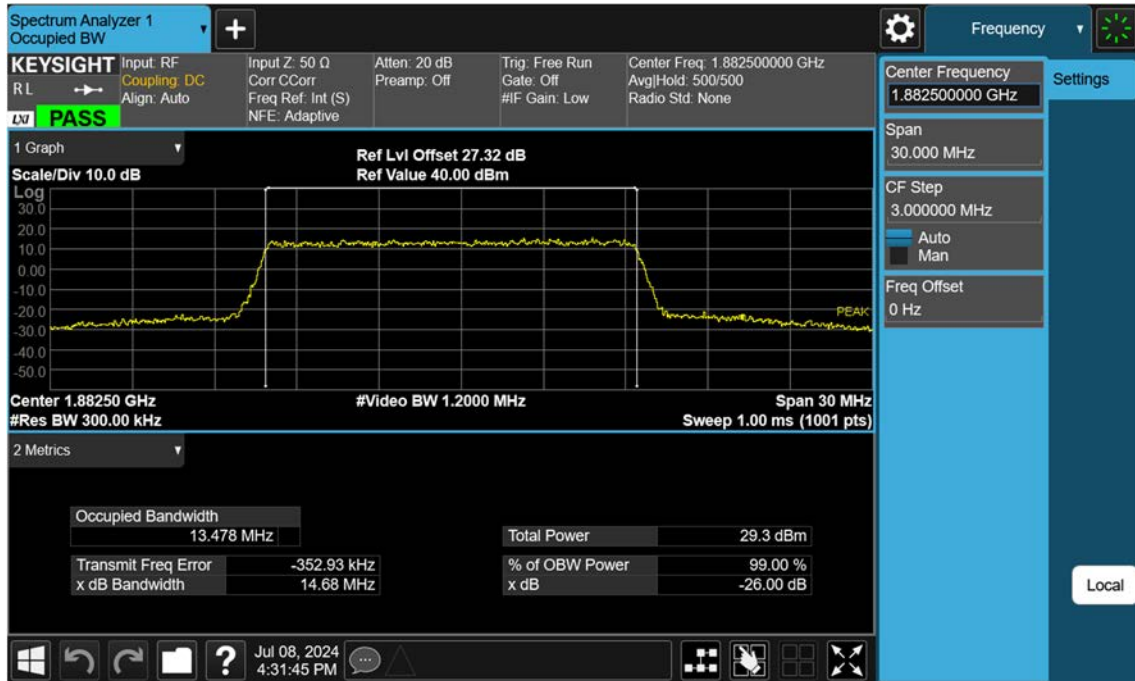 Spectrum Analyzer 1
Occupied BW
+
Frequency
KEYSIGHT
R L
LXI PASS
Input: RF
Coupling: DC
Align: Auto
Input Z: 50 Ω
Corr CCorr
Freq Ref: Int (S)
NFE: Adaptive
Atten: 20 dB
Preamp: Off
Trig: Free Run
Gate: Off
#IF Gain: Low
Center Freq: 1.882500000 GHz
Avg|Hold: 500/500
Radio Std: None
Center Frequency
1.882500000 GHz
Settings
Span
30.000 MHz
CF Step
3.000000 MHz
Auto
Man
Freq Offset
0 Hz
Local
1 Graph
Ref Lvl Offset 27.32 dB
Scale/Div 10.0 dB
Ref Value 40.00 dBm
Log
30.0
20.0
10.0
0.00
-10.0
-20.0
-30.0
-40.0
-50.0
PEAK
Center 1.88250 GHz
#Video BW 1.2000 MHz
Span 30 MHz
#Res BW 300.00 kHz
Sweep 1.00 ms (1001 pts)
2 Metrics
Occupied Bandwidth
13.478 MHz
Total Power 29.3 dBm
Transmit Freq Error -352.93 kHz
% of OBW Power 99.00 %
x dB Bandwidth 14.68 MHz
x dB -26.00 dB
?
Jul 08, 2024
4:31:45 PM